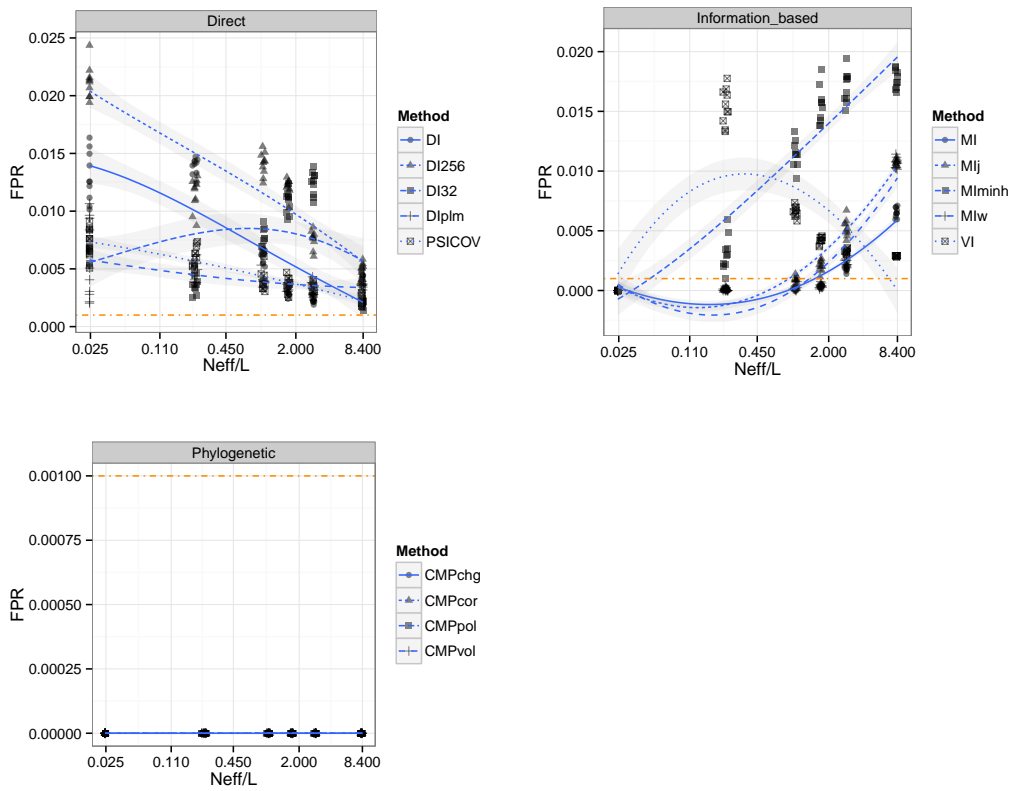 Direct
0.025
0.020
0.015
0.010
0.005
0.000
FPR
0.025 0.110 0.450 2.000 8.400
Neff/L
Method
DI
DI256
DI32
DIplm
PSICOV
Information_based
0.020
0.015
0.010
0.005
0.000
FPR
0.025 0.110 0.450 2.000 8.400
Neff/L
Method
MI
MIj
MIminh
MIw
VI
Phylogenetic
0.00100
0.00075
0.00050
0.00025
0.00000
FPR
0.025 0.110 0.450 2.000 8.400
Neff/L
Method
CMPchg
CMPcor
CMPpol
CMPvol